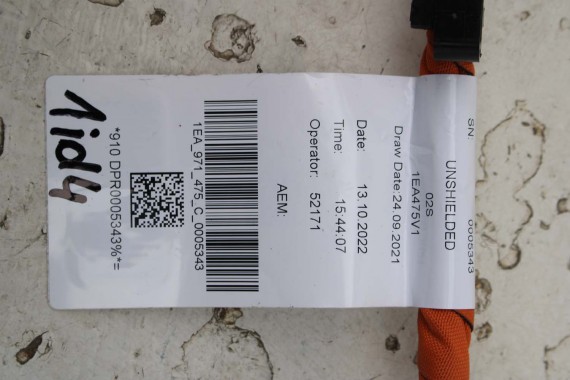 SN: 0005343
UNSHIELDED
02S
1EA475V1
Draw Date:24.09.2021
Date: 13.10.2022
Time: 15:44:07
Operator: 52171
AEM:
1EA_971_475_C_0005343
*910 DPR0005343%*=
1id4